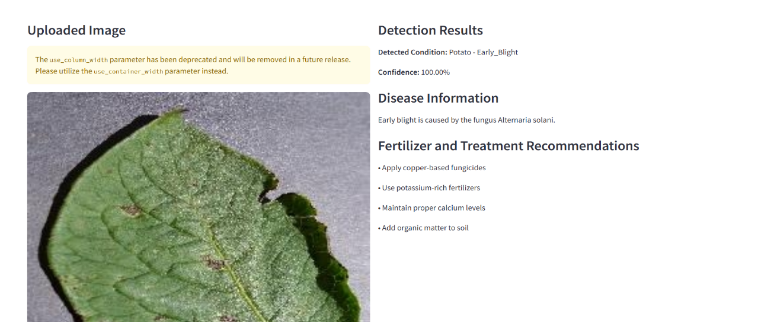 Uploaded Image
The use_column_width parameter has been deprecated and will be removed in a future release.
Please utilize the use_container_width parameter instead.
Detection Results
Detected Condition: Potato - Early_Blight
Confidence: 100.00%
Disease Information
Early blight is caused by the fungus Alternaria solani.
Fertilizer and Treatment Recommendations
• Apply copper-based fungicides
• Use potassium-rich fertilizers
• Maintain proper calcium levels
• Add organic matter to soil